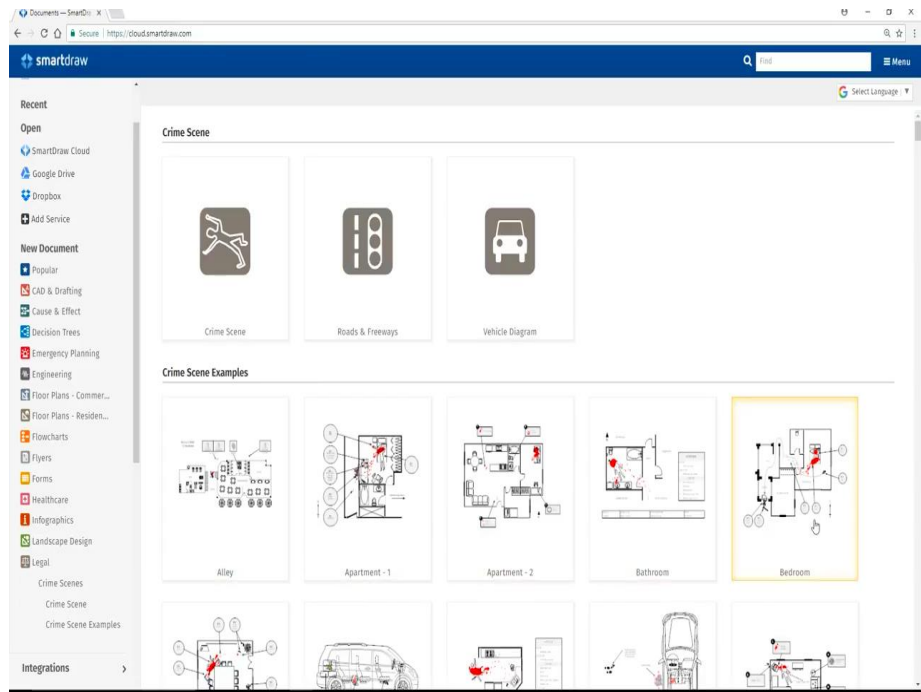 Documents — SmartDra
Secure | https://cloud.smartdraw.com
smartdraw
Find
Menu
Select Language
Recent
Open
SmartDraw Cloud
Google Drive
Dropbox
Add Service
New Document
Popular
CAD & Drafting
Cause & Effect
Decision Trees
Emergency Planning
Engineering
Floor Plans - Commer...
Floor Plans - Residen...
Flowcharts
Flyers
Forms
Healthcare
Infographics
Landscape Design
Legal
Crime Scenes
Crime Scene
Crime Scene Examples
Integrations
Crime Scene
Crime Scene
Roads & Freeways
Vehicle Diagram
Crime Scene Examples
Alley
Apartment - 1
Apartment - 2
Bathroom
Bedroom